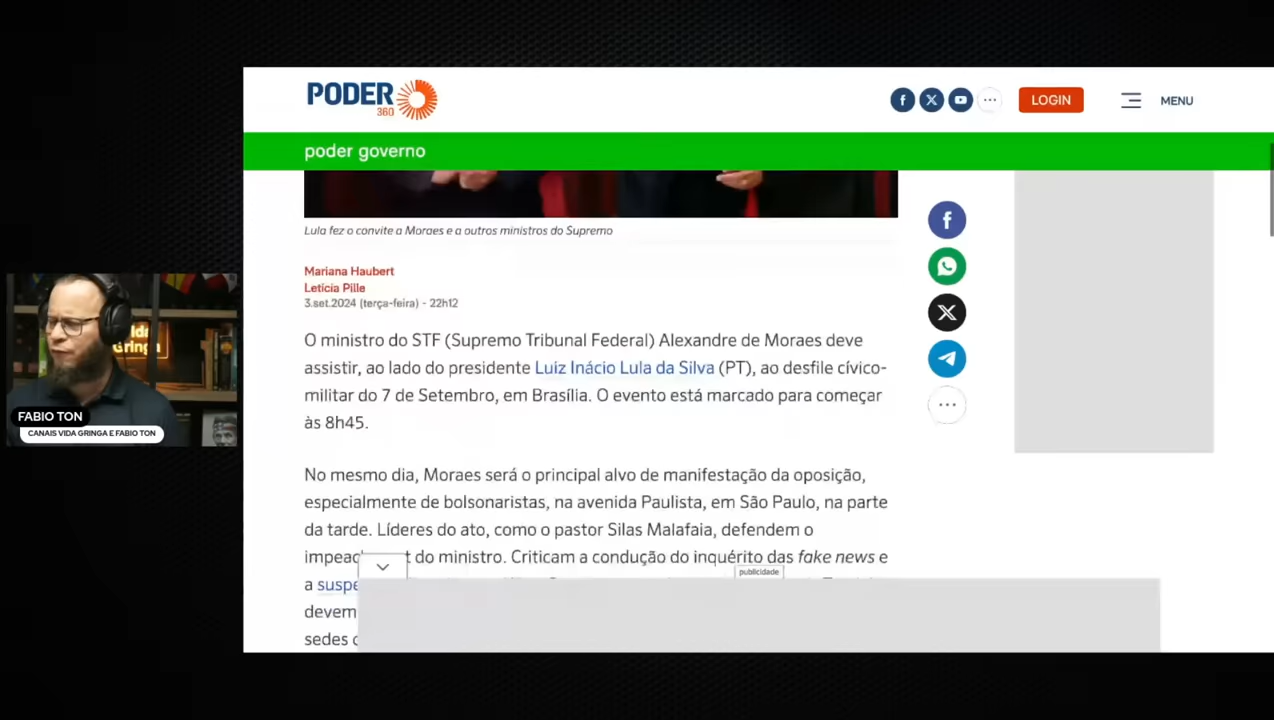 PODER
360
LOGIN
MENU
poder governo
Lula fez o convite a Moraes e a outros ministros do Supremo
Mariana Haubert
Letícia Pille
3.set.2024 (terça-feira) - 22h12
O ministro do STF (Supremo Tribunal Federal) Alexandre de Moraes deve
assistir, ao lado do presidente Luiz Inácio Lula da Silva (PT), ao desfile cívico-
militar do 7 de Setembro, em Brasília. O evento está marcado para começar
às 8h45.
No mesmo dia, Moraes será o principal alvo de manifestação da oposição,
especialmente de bolsonaristas, na avenida Paulista, em São Paulo, na parte
da tarde. Líderes do ato, como o pastor Silas Malafaia, defendem o
do ministro. Criticam a condução do inquérito das fake news e
publicidade
a suspe
devem
sedes
FABIO TON
CANAIS VIDA GRINGA E FABIO TON